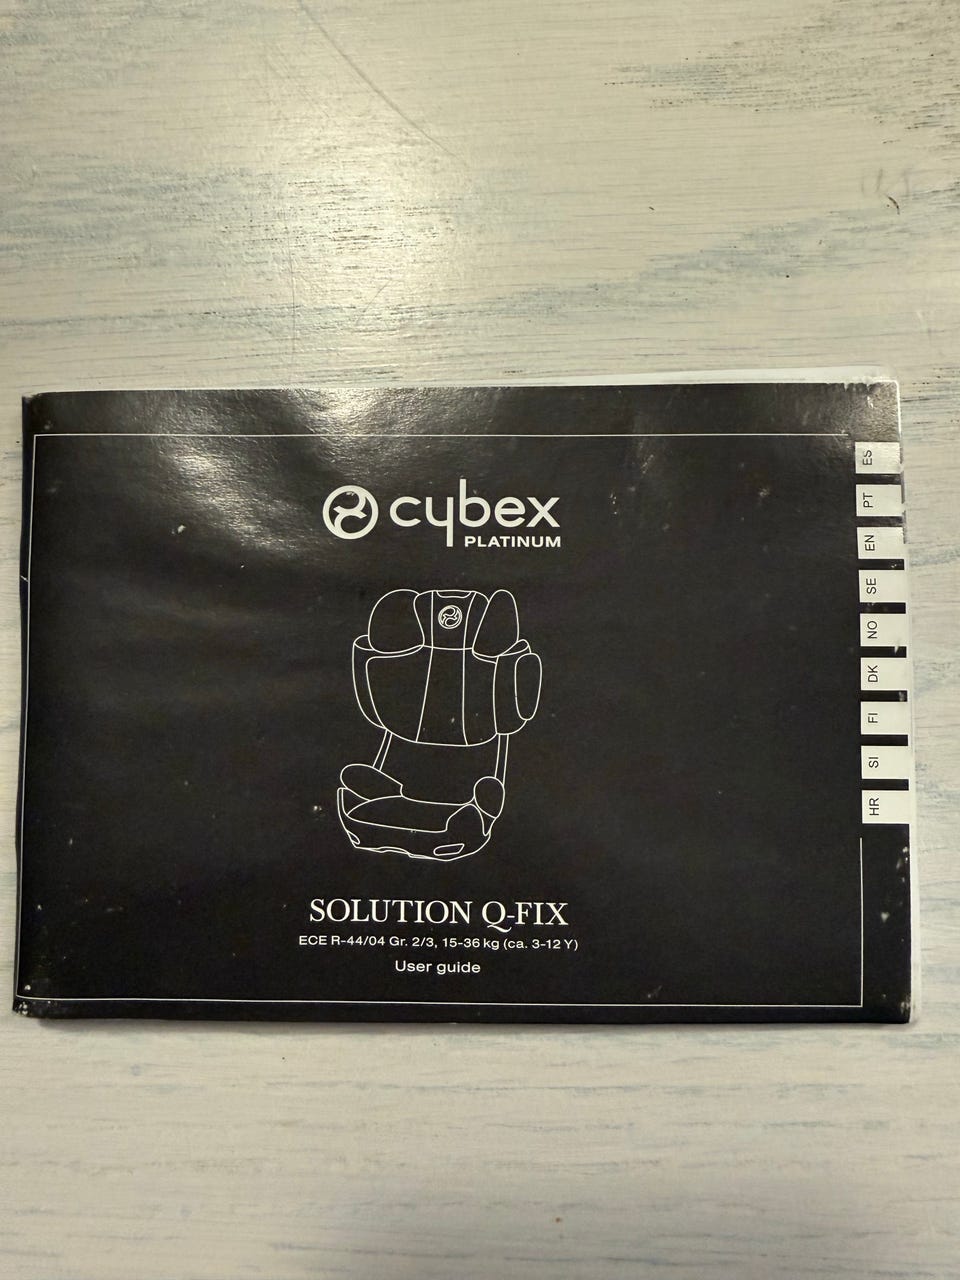 cybex
PLATINUM
SOLUTION Q-FIX
ECE R-44/04 Gr. 2/3, 15-36 kg (ca. 3-12 Y)
User guide
ES
PT
EN
SE
NO
DK
FI
SI
HR